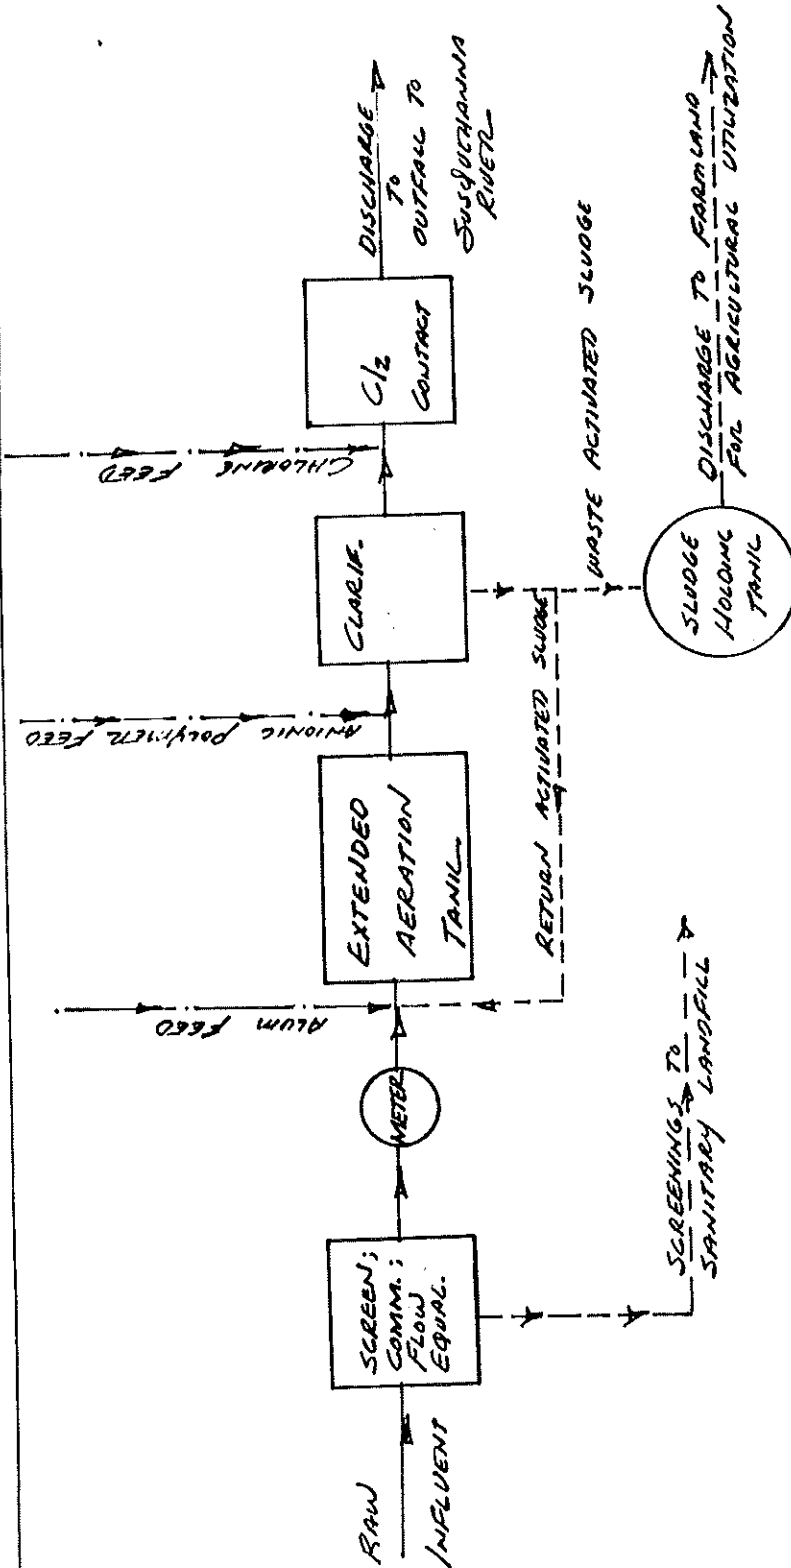 RAW
INFLUENT
SCREEN;
COMM.;
FLOW
EQUAL.
SCREENINGS TO
SANITARY LANDFILL
METER
ALUM FEED
EXTENDED
AERATION
TANK
RETURN ACTIVATED SLUDGE
ANIONIC POLYMER FEED
CLARIF.
WASTE ACTIVATED SLUDGE
SLUDGE
HOLDING
TANK
DISCHARGE TO FARMLAND
FOR AGRICULTURAL UTILIZATION
CHLORINE FEED
Cl2
CONTACT
DISCHARGE
TO
OUTFALL TO
SUSQUEHANNA
RIVER